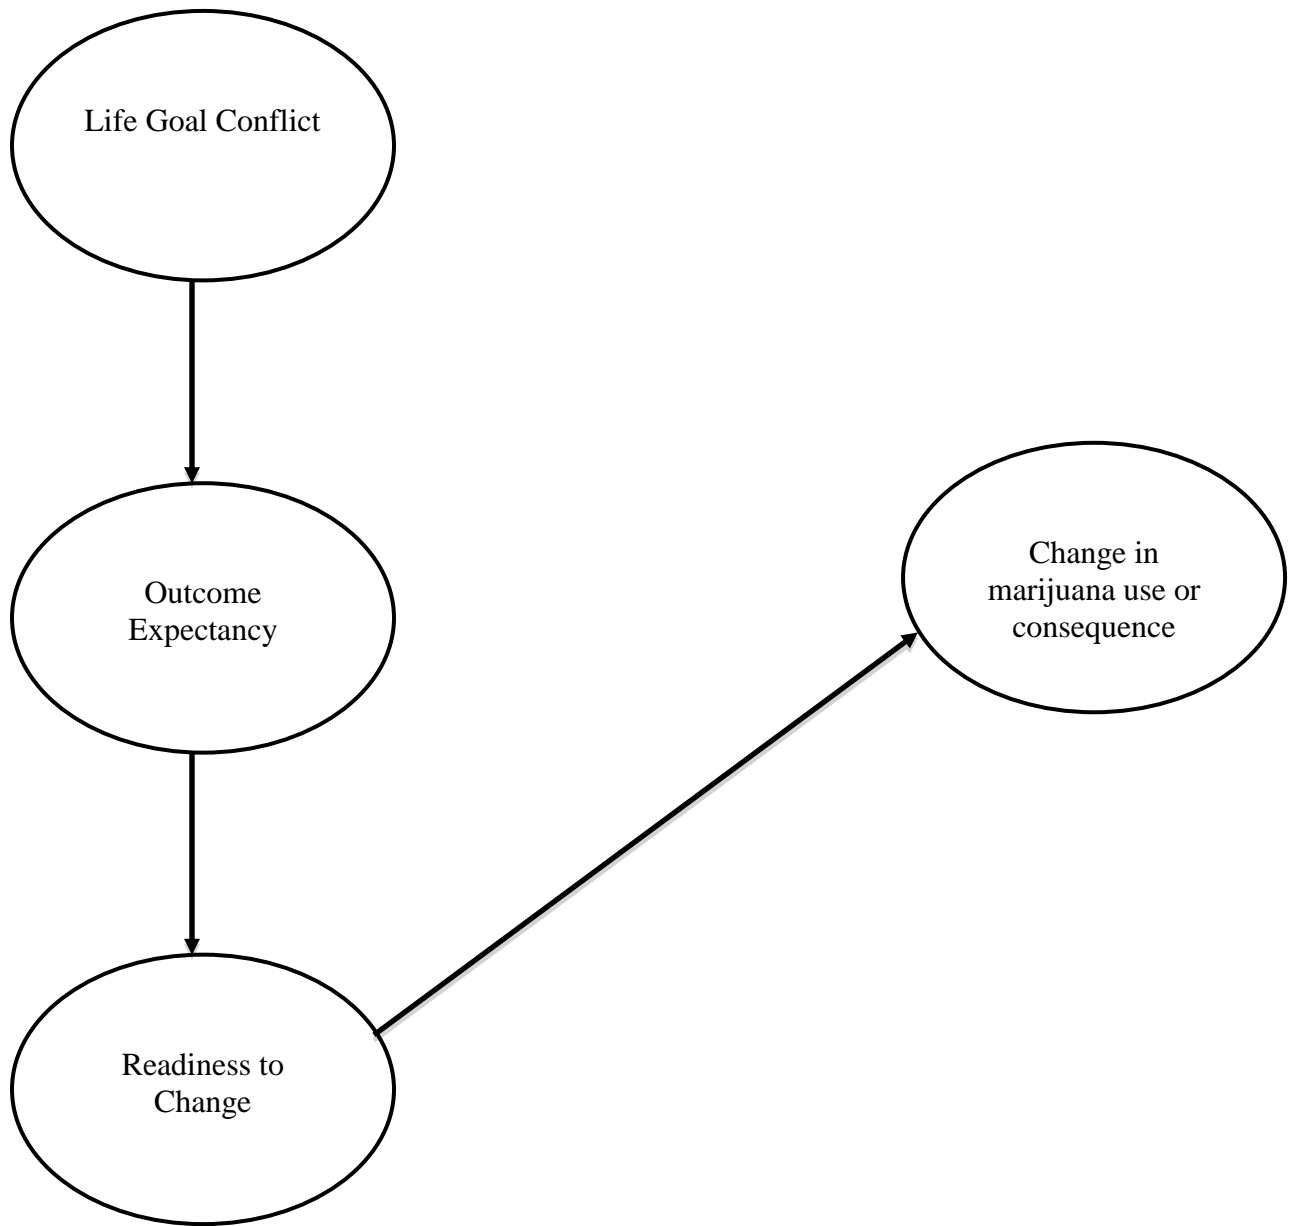 Life Goal Conflict
Outcome
Expectancy
Change in
marijuana use or
consequence
Readiness to
Change